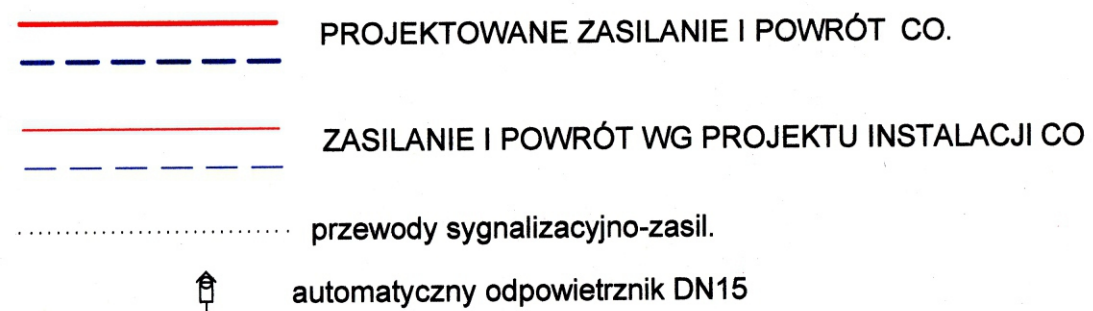 PROJEKTOWANE ZASILANIE I POWRÓT CO.
ZASILANIE I POWRÓT WG PROJEKTU INSTALACJI CO
przewody sygnalizacyjno-zasil.
automatyczny odpowietrznik DN15